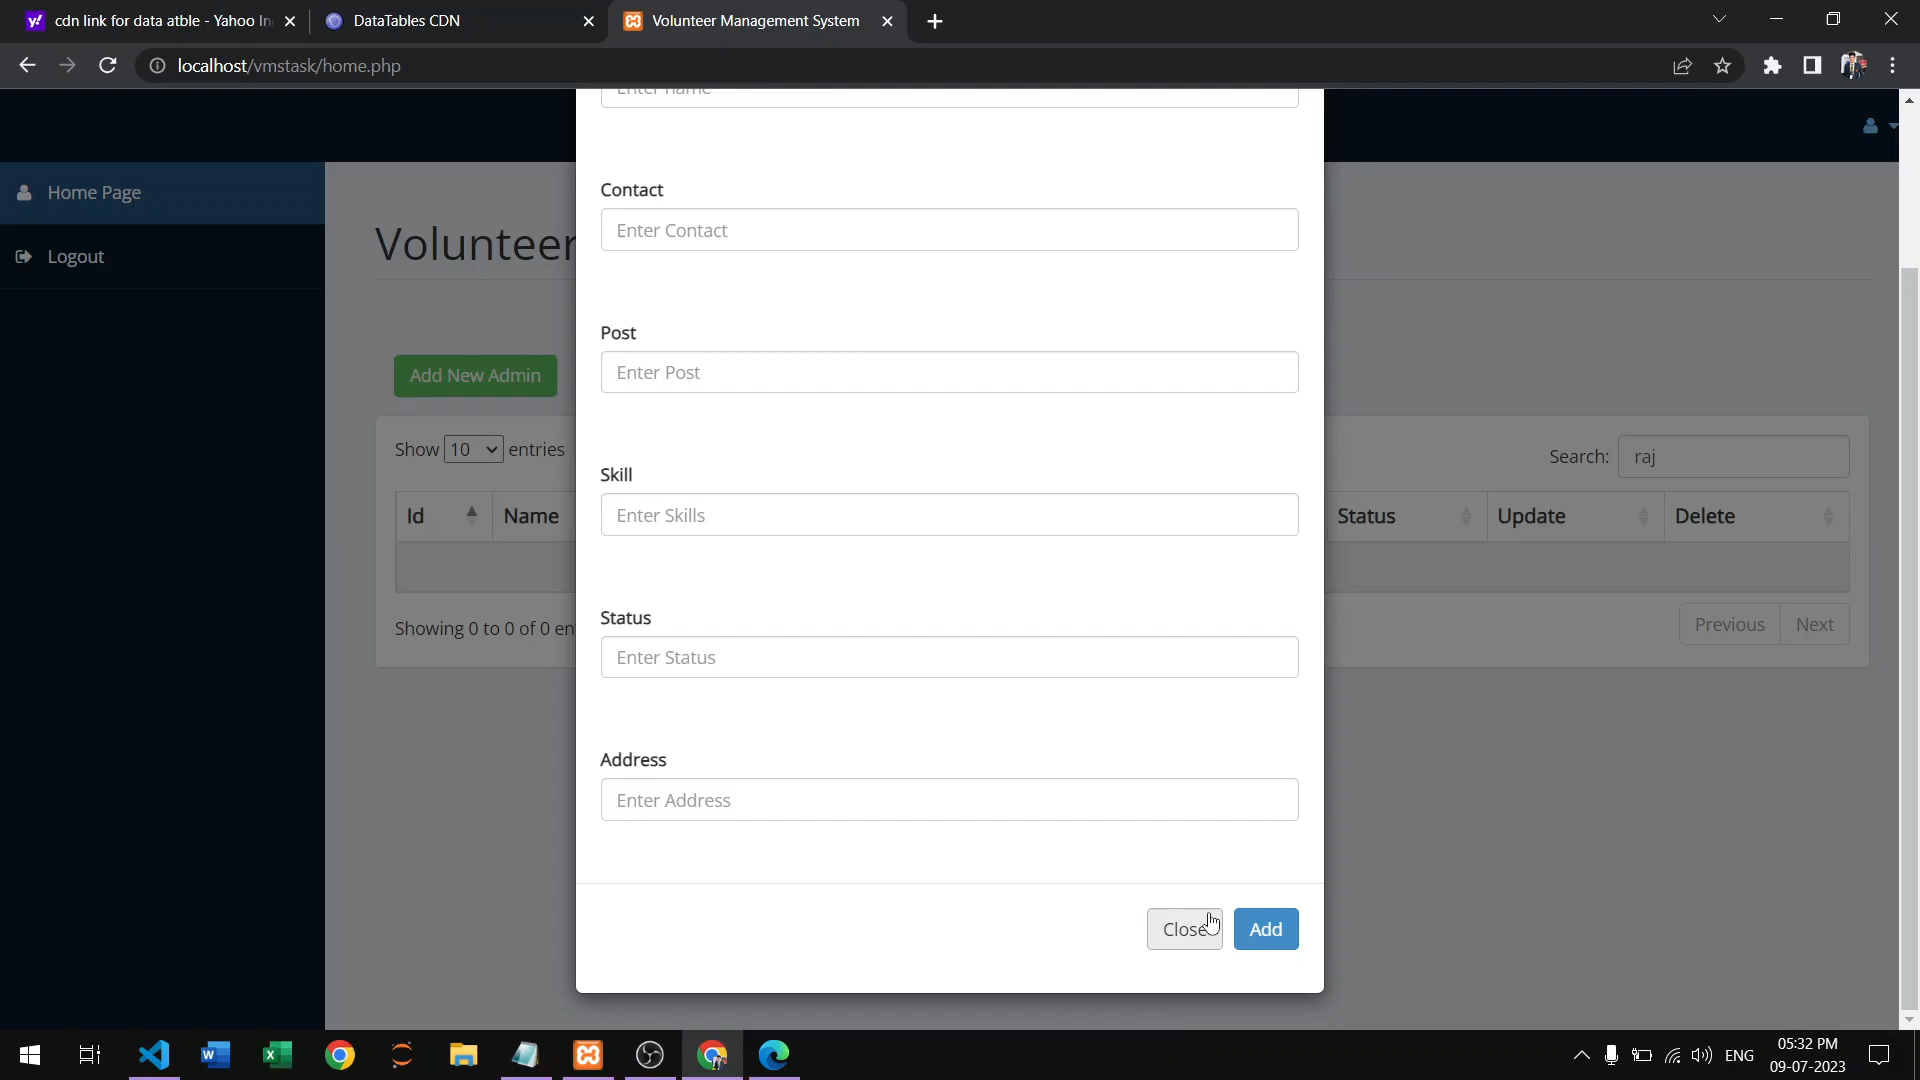 cdn link for data atble - Yahoo In
DataTables CDN
Volunteer Management System
localhost/vmstask/home.php
Enter name
Home Page
Logout
Volunteer
Add New Admin
Show 10 entries
Search: raj
Id
Name
Status
Update
Delete
Showing 0 to 0 of 0 en
Previous
Next
Contact
Enter Contact
Post
Enter Post
Skill
Enter Skills
Status
Enter Status
Address
Enter Address
Close
Add
ENG
05:32 PM
09-07-2023